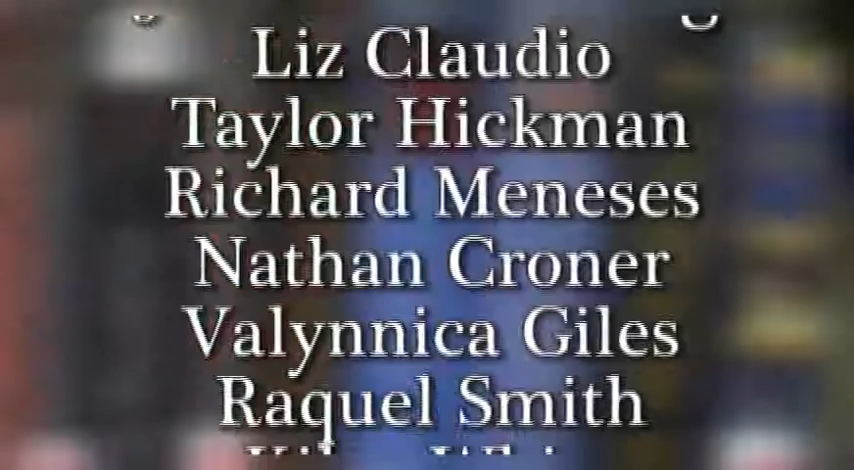 Liz Claudio
Taylor Hickman
Richard Meneses
Nathan Croner
Valynnica Giles
Raquel Smith